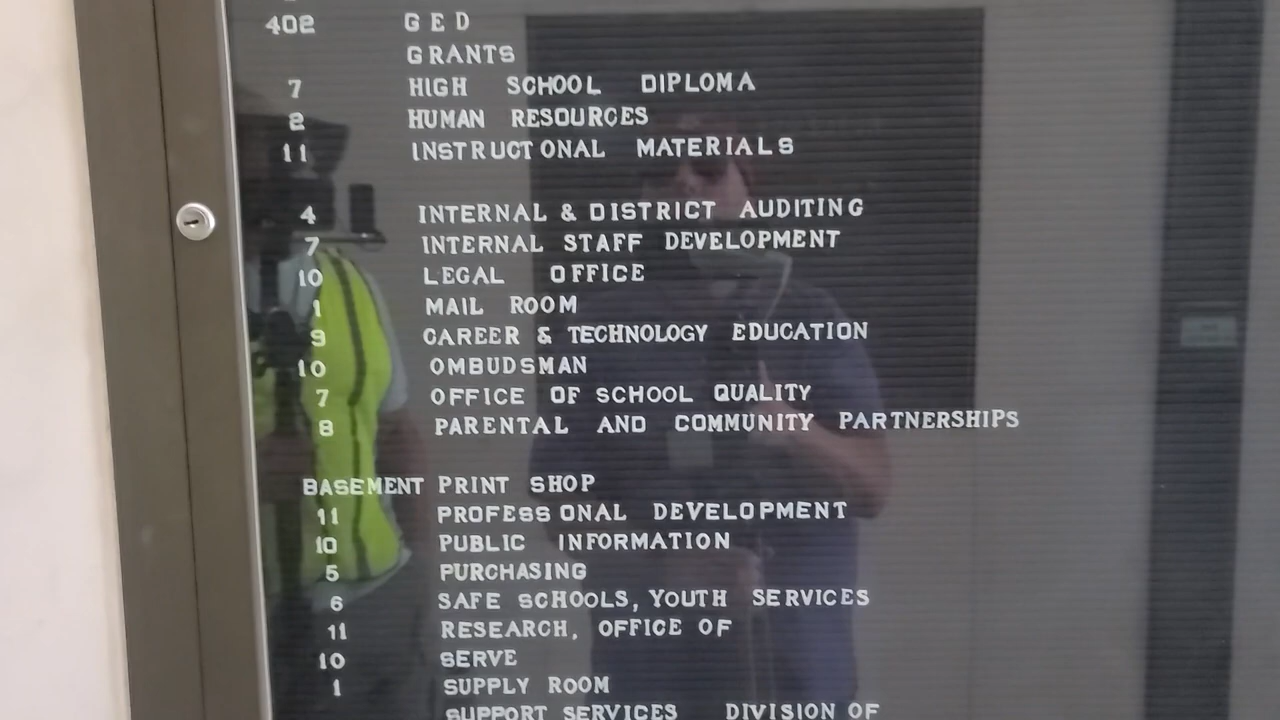 402 GED
GRANTS
7 HIGH SCHOOL DIPLOMA
2 HUMAN RESOURCES
11 INSTRUCT ONAL MATERIALS
4 INTERNAL & DISTRICT AUDITING
7 INTERNAL STAFF DEVELOPMENT
10 LEGAL OFFICE
1 MAIL ROOM
9 CAREER & TECHNOLOGY EDUCATION
10 OMBUDSMAN
7 OFFICE OF SCHOOL QUALITY
8 PARENTAL AND COMMUNITY PARTNERSHIPS
BASEMENT PRINT SHOP
11 PROFESS ONAL DEVELOPMENT
10 PUBLIC INFORMATION
5 PURCHASING
6 SAFE SCHOOLS, YOUTH SERVICES
11 RESEARCH, OFFICE OF
10 SERVE
1 SUPPLY ROOM
SUPPORT SERVICES DIVISION OF